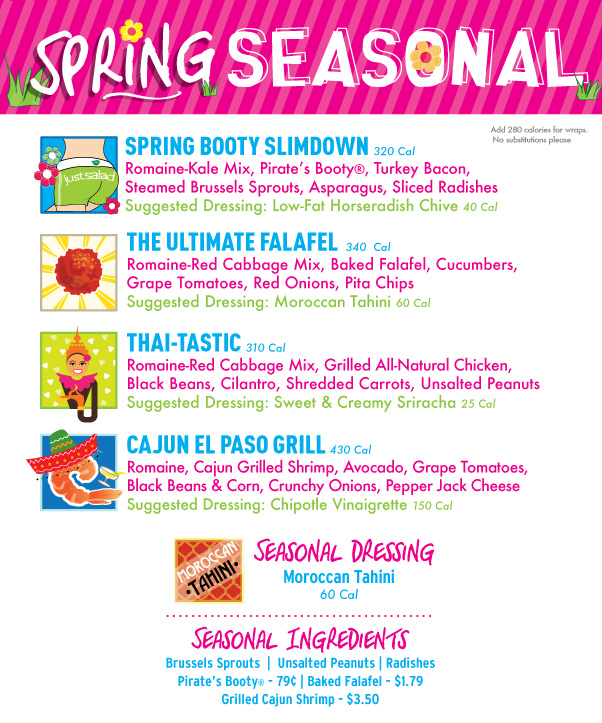 SPRING SEASONAL
Add 280 calories for wraps.
No substitutions please
SPRING BOOTY SLIMDOWN 320 Cal
Romaine-Kale Mix, Pirate's Booty®, Turkey Bacon,
Steamed Brussels Sprouts, Asparagus, Sliced Radishes
Suggested Dressing: Low-Fat Horseradish Chive 40 Cal
justsalad
THE ULTIMATE FALAFEL 340 Cal
Romaine-Red Cabbage Mix, Baked Falafel, Cucumbers,
Grape Tomatoes, Red Onions, Pita Chips
Suggested Dressing: Moroccan Tahini 60 Cal
THAI-TASTIC 310 Cal
Romaine-Red Cabbage Mix, Grilled All-Natural Chicken,
Black Beans, Cilantro, Shredded Carrots, Unsalted Peanuts
Suggested Dressing: Sweet & Creamy Sriracha 25 Cal
CAJUN EL PASO GRILL 430 Cal
Romaine, Cajun Grilled Shrimp, Avocado, Grape Tomatoes,
Black Beans & Corn, Crunchy Onions, Pepper Jack Cheese
Suggested Dressing: Chipotle Vinaigrette 150 Cal
MOROCCAN
•TAHINI•
SEASONAL DRESSING
Moroccan Tahini
60 Cal
SEASONAL INGREDIENTS
Brussels Sprouts | Unsalted Peanuts | Radishes
Pirate's Booty® - 79¢ | Baked Falafel - $1.79
Grilled Cajun Shrimp - $3.50